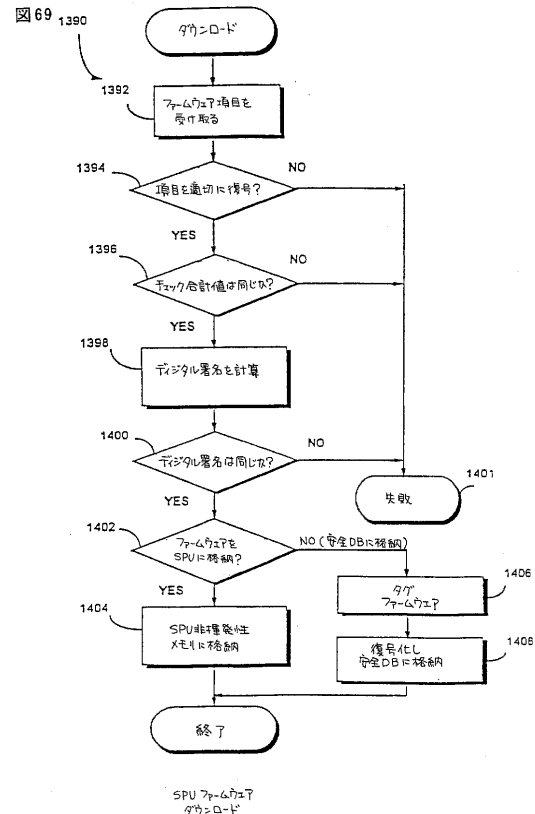 図69
1390
ダウンロード
1392
ファームウェア項目を
受け取る
1394
NO
項目を適切に復号?
YES
1396
NO
チェック合計値は同じか?
YES
1398
ディジタル署名を計算
1400
NO
ディジタル署名は同じか?
YES
1401
失敗
1402
ファームウェアを
SPUに格納?
NO(安全DBに格納)
YES
1404
SPU非揮発性
メモリに格納
タグ
ファームウェア
1406
復号化し
安全DBに格納
1408
終了
SPU ファームウェア
ダウンロード